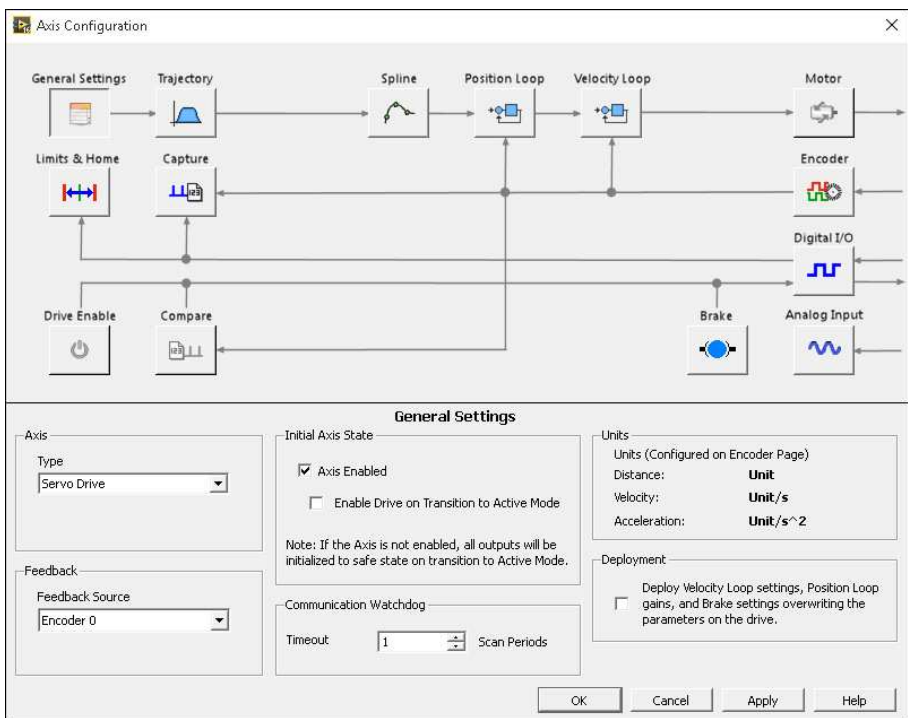 Axis Configuration
General Settings
Trajectory
Spline
Position Loop
Velocity Loop
Motor
Limits & Home
Capture
Encoder
Digital I/O
Drive Enable
Compare
Brake
Analog Input
General Settings
Axis
Type
Servo Drive
Feedback
Feedback Source
Encoder 0
Initial Axis State
Axis Enabled
Enable Drive on Transition to Active Mode
Note: If the Axis is not enabled, all outputs will be
initialized to safe state on transition to Active Mode.
Communication Watchdog
Timeout
1
Scan Periods
Units
Units (Configured on Encoder Page)
Distance: Unit
Velocity: Unit/s
Acceleration: Unit/s^2
Deployment
Deploy Velocity Loop settings, Position Loop
gains, and Brake settings overwriting the
parameters on the drive.
OK
Cancel
Apply
Help